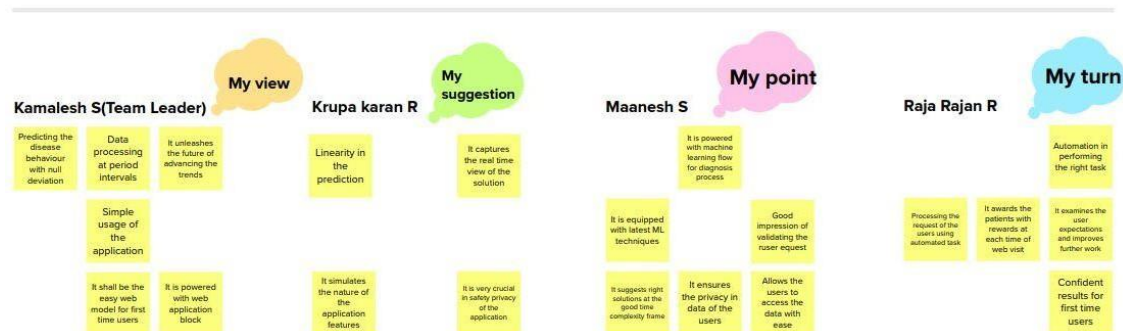 My view
Kamalesh S(Team Leader)
Predicting the
disease
behaviour
with null
deviation
Data
processing
at period
intervals
It unleashes
the future of
advancing the
trends
Simple
usage of
the
application
It shall be the
easy web
model for first
time users
It is powered
with web
application
block
My
suggestion
Krupa karan R
Linearity in
the
prediction
It captures
the real time
view of the
solution
It simulates
the nature of
the
application
features
It is very crucial
in safety privacy
of the
application
My point
Maanesh S
It is powered
with machine
learning flow
for diagnosis
process
It is equipped
with latest ML
techniques
Good
impression of
validating the
ruser equest
It suggests right
solutions at the
good time
complexity frame
It ensures
the privacy in
data of the
users
Allows the
users to
access the
data with
ease
My turn
Raja Rajan R
Automation in
performing
the right task
Processing the
request of the
users using
automated task
It awards the
patients with
rewards at
each time of
web visit
It examines the
user
expectations
and improves
further work
Confident
results for
first time
users